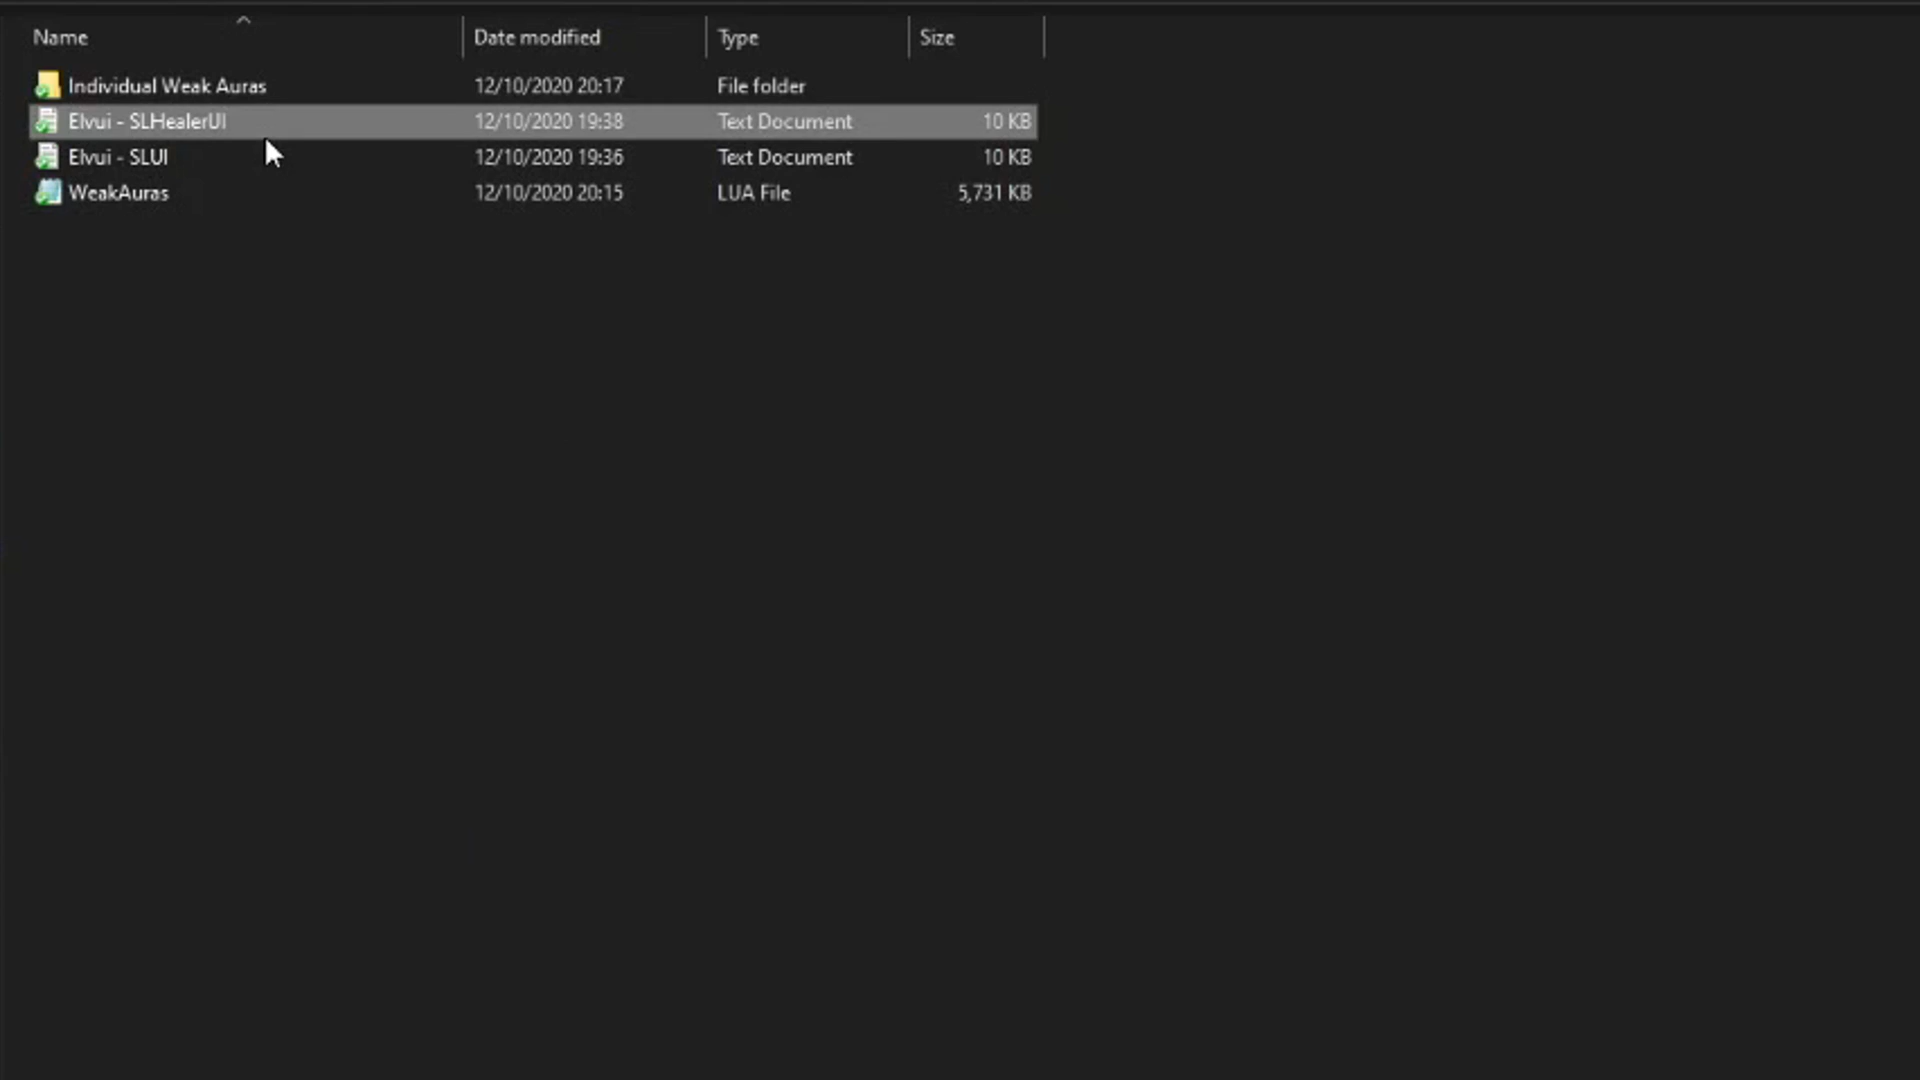 Name Date modified Type Size
Individual Weak Auras 12/10/2020 20:17 File folder
Elvui - SLHealerUI 12/10/2020 19:38 Text Document 10 KB
Elvui - SLUI 12/10/2020 19:36 Text Document 10 KB
WeakAuras 12/10/2020 20:15 LUA File 5,731 KB